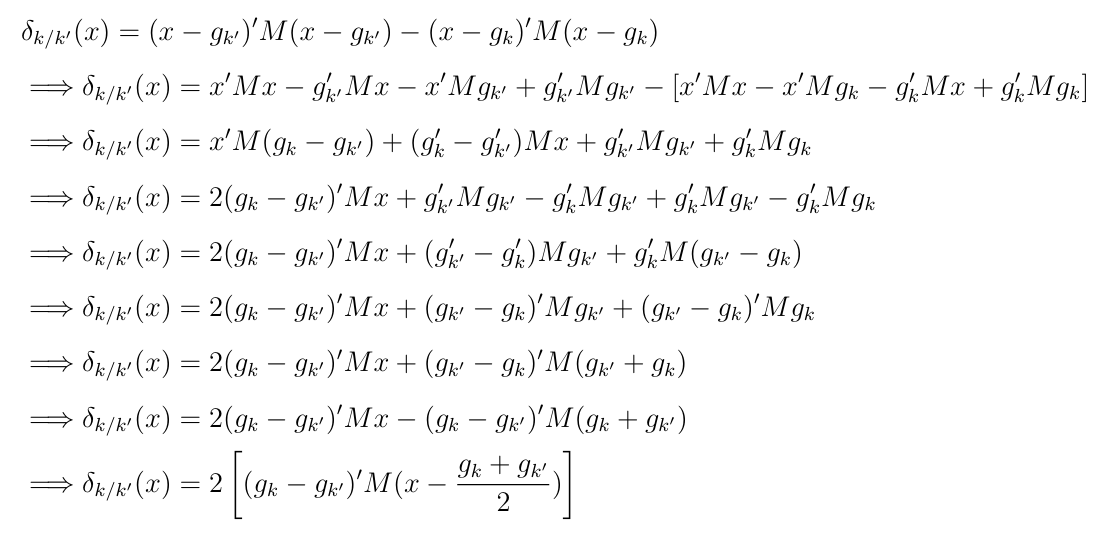 δ_{k/k′}(x) = (x − g_{k′})′M(x − g_{k′}) − (x − g_k)′M(x − g_k)
⟹ δ_{k/k′}(x) = x′Mx − g′_{k′}Mx − x′Mg_{k′} + g′_{k′}Mg_{k′} − [x′Mx − x′Mg_k − g′_kMx + g′_kMg_k]
⟹ δ_{k/k′}(x) = x′M(g_k − g_{k′}) + (g′_k − g′_{k′})Mx + g′_{k′}Mg_{k′} + g′_kMg_k
⟹ δ_{k/k′}(x) = 2(g_k − g_{k′})′Mx + g′_{k′}Mg_{k′} − g′_kMg_{k′} + g′_kMg_{k′} − g′_kMg_k
⟹ δ_{k/k′}(x) = 2(g_k − g_{k′})′Mx + (g′_{k′} − g′_k)Mg_{k′} + g′_kM(g_{k′} − g_k)
⟹ δ_{k/k′}(x) = 2(g_k − g_{k′})′Mx + (g_{k′} − g_k)′Mg_{k′} + (g_{k′} − g_k)′Mg_k
⟹ δ_{k/k′}(x) = 2(g_k − g_{k′})′Mx + (g_{k′} − g_k)′M(g_{k′} + g_k)
⟹ δ_{k/k′}(x) = 2(g_k − g_{k′})′Mx − (g_k − g_{k′})′M(g_k + g_{k′})
⟹ δ_{k/k′}(x) = 2[(g_k − g_{k′})′M(x − \frac{g_k + g_{k′}}{2})]